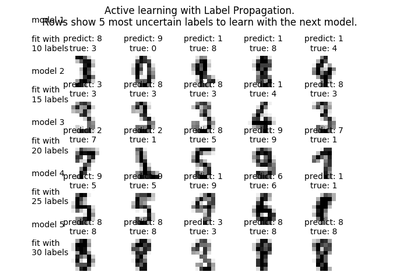 Active learning with Label Propagation.
Rows show 5 most uncertain labels to learn with the next model.
model 1
fit with
10 labels
predict: 8 predict: 9 predict: 1 predict: 1 predict: 1
true: 3 true: 0 true: 8 true: 8 true: 4
model 2
fit with
15 labels
predict: 3 predict: 8 predict: 8 predict: 1 predict: 8
true: 3 true: 3 true: 3 true: 4 true: 3
model 3
fit with
20 labels
predict: 2 predict: 2 predict: 8 predict: 9 predict: 7
true: 7 true: 1 true: 5 true: 9 true: 1
model 4
fit with
25 labels
predict: 9 predict: 9 predict: 1 predict: 6 predict: 1
true: 5 true: 5 true: 9 true: 6 true: 1
model 5
fit with
30 labels
predict: 8 predict: 8 predict: 3 predict: 8 predict: 8
true: 8 true: 8 true: 3 true: 8 true: 8